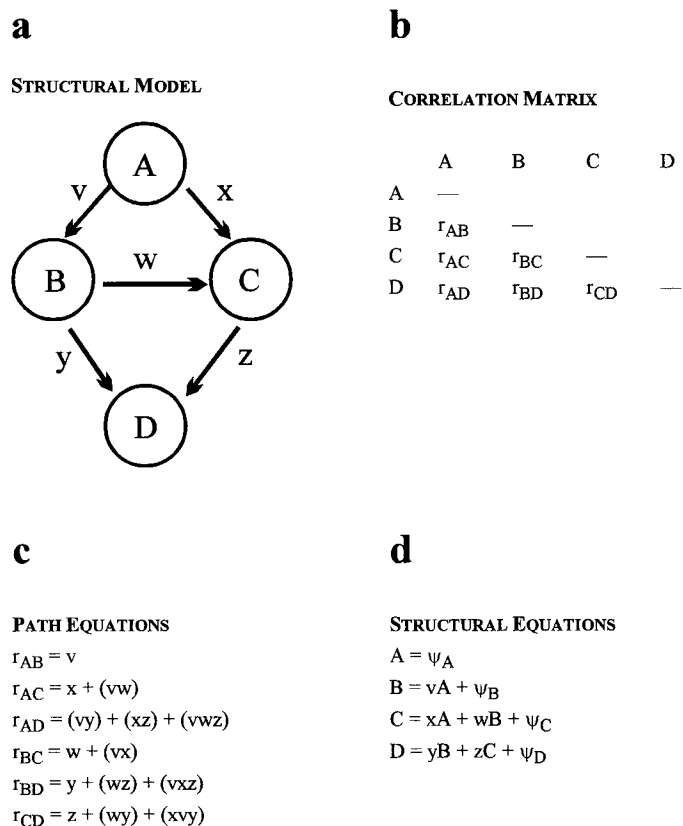 a
STRUCTURAL MODEL
A
v
x
B
w
C
y
z
D
b
CORRELATION MATRIX
A B C D
A —
B rAB —
C rAC rBC —
D rAD rBD rCD —
c
PATH EQUATIONS
rAB = v
rAC = x + (vw)
rAD = (vy) + (xz) + (vwz)
rBC = w + (vx)
rBD = y + (wz) + (vxz)
rCD = z + (wy) + (xvy)
d
STRUCTURAL EQUATIONS
A = ψA
B = vA + ψB
C = xA + wB + ψC
D = yB + zC + ψD